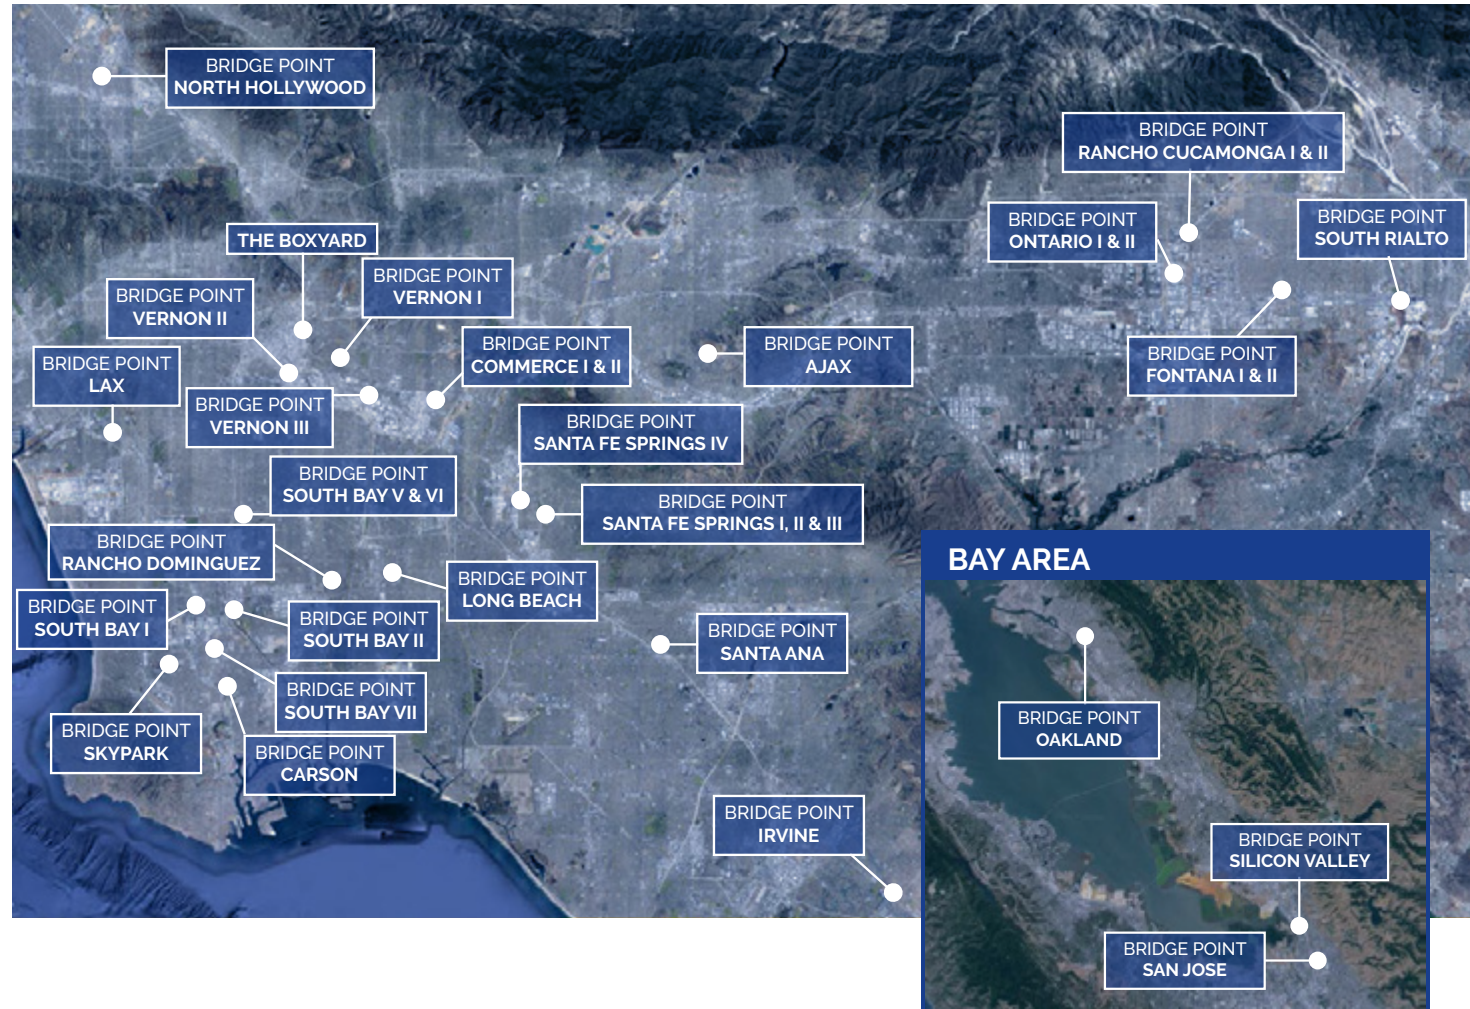 BRIDGE POINT
NORTH HOLLYWOOD
BRIDGE POINT
RANCHO CUCAMONGA I & II
BRIDGE POINT
ONTARIO I & II
BRIDGE POINT
SOUTH RIALTO
THE BOXYARD
BRIDGE POINT
VERNON I
BRIDGE POINT
VERNON II
BRIDGE POINT
COMMERCE I & II
BRIDGE POINT
AJAX
BRIDGE POINT
FONTANA I & II
BRIDGE POINT
LAX
BRIDGE POINT
VERNON III
BRIDGE POINT
SANTA FE SPRINGS IV
BRIDGE POINT
SOUTH BAY V & VI
BRIDGE POINT
SANTA FE SPRINGS I, II & III
BRIDGE POINT
RANCHO DOMINGUEZ
BRIDGE POINT
LONG BEACH
BRIDGE POINT
SOUTH BAY I
BRIDGE POINT
SOUTH BAY II
BRIDGE POINT
SANTA ANA
BRIDGE POINT
SOUTH BAY VII
BRIDGE POINT
SKYPARK
BRIDGE POINT
CARSON
BRIDGE POINT
IRVINE
BAY AREA
BRIDGE POINT
OAKLAND
BRIDGE POINT
SILICON VALLEY
BRIDGE POINT
SAN JOSE